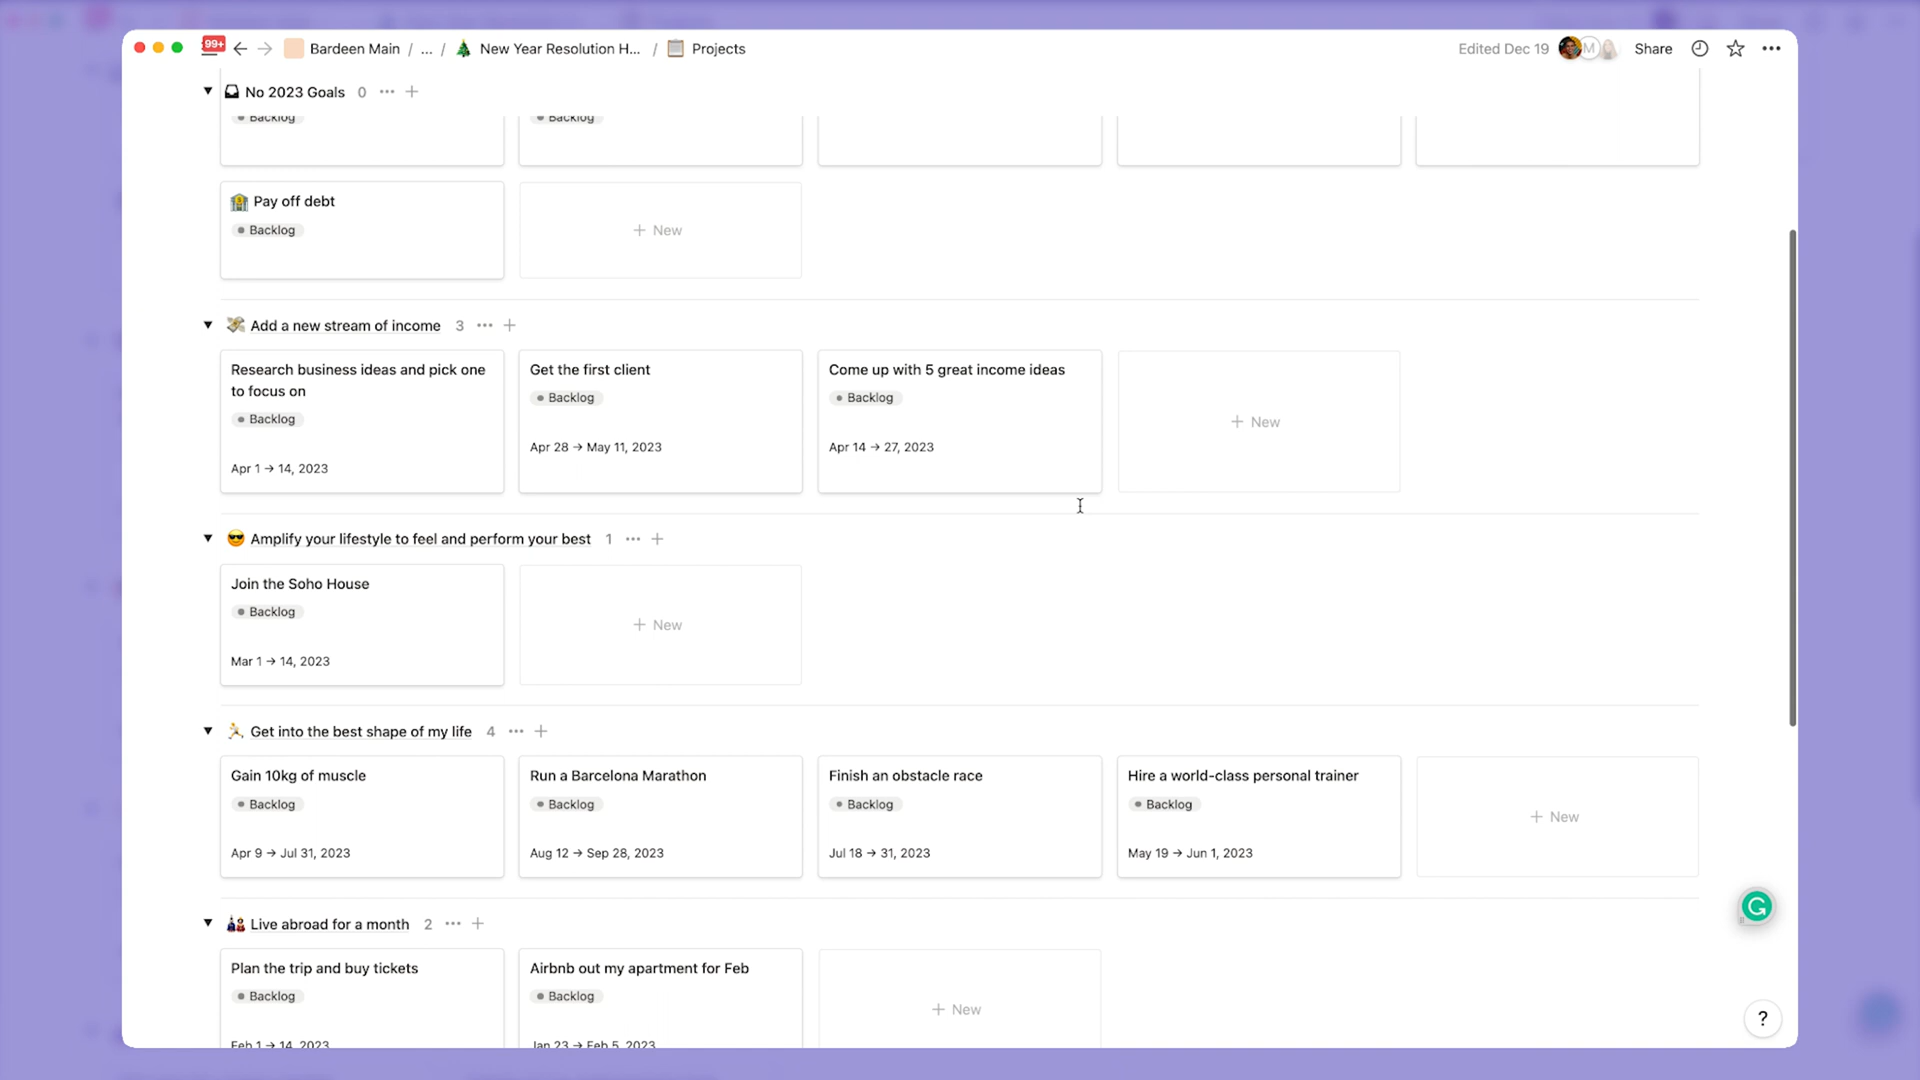 99+ Bardeen Main / ... / New Year Resolution H... / Projects Edited Dec 19 M Share
No 2023 Goals 0
Backlog Backlog
Pay off debt
Backlog
+ New
Add a new stream of income 3
Research business ideas and pick one
to focus on
Backlog
Apr 1 → 14, 2023
Get the first client
Backlog
Apr 28 → May 11, 2023
Come up with 5 great income ideas
Backlog
Apr 14 → 27, 2023
+ New
Amplify your lifestyle to feel and perform your best 1
Join the Soho House
Backlog
Mar 1 → 14, 2023
+ New
Get into the best shape of my life 4
Gain 10kg of muscle
Backlog
Apr 9 → Jul 31, 2023
Run a Barcelona Marathon
Backlog
Aug 12 → Sep 28, 2023
Finish an obstacle race
Backlog
Jul 18 → 31, 2023
Hire a world-class personal trainer
Backlog
May 19 → Jun 1, 2023
+ New
Live abroad for a month 2
Plan the trip and buy tickets
Backlog
Feb 1 → 14, 2023
Airbnb out my apartment for Feb
Backlog
Jan 23 → Feb 5, 2023
+ New
G
?